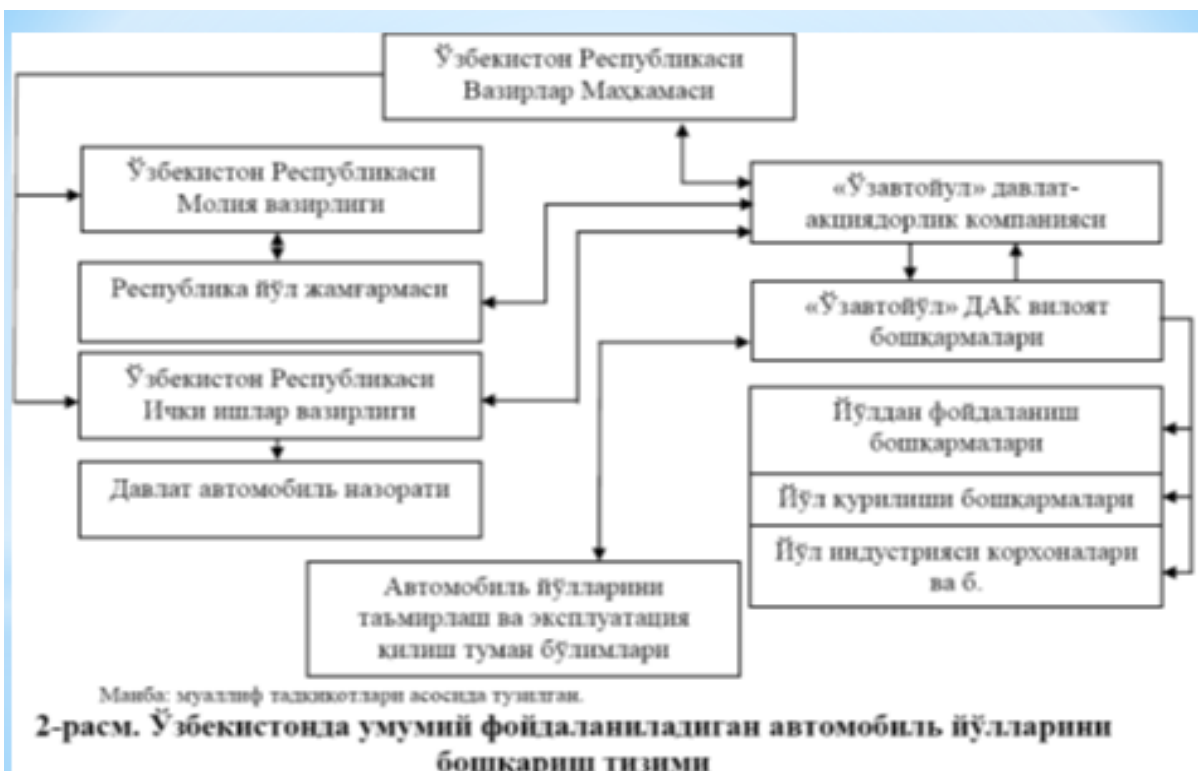 Ўзбекистон Республикаси
Вазирлар Маҳкамаси
Ўзбекистон Республикаси
Молия вазирлиги
«Ўзавтойул» давлат-
акциядорлик компанияси
Республика йўл жамғармаси
«Ўзавтойўл» ДАК вилоят
бошқармалари
Ўзбекистон Республикаси
Ички ишлар вазирлиги
Йўлдан фойдаланиш
бошқармалари
Давлат автомобиль назорати
Йўл қурилиши бошқармалари
Йўл индустрияси корхоналари
ва б.
Автомобиль йўлларини
таъмирлаш ва эксплуатация
қилиш туман бўлимлари
Манба: муаллиф тадқиқотлари асосида тузилган.
2-расм. Ўзбекистонда умумий фойдаланиладиган автомобиль йўлларини
бошқариш тизими